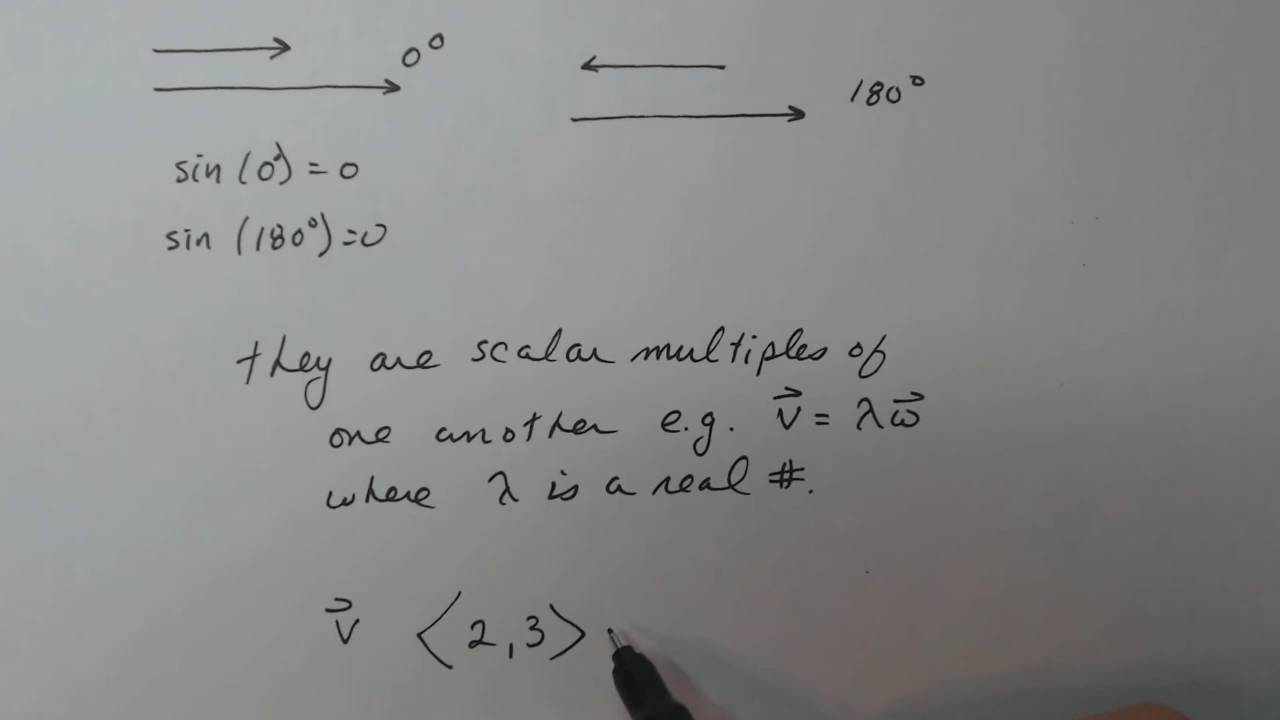 0°
180°
sin (0°) = 0
sin (180°) = 0
they are scalar multiples of
one another e.g. v⃗ = λω⃗
where λ is a real #.
v⃗ ⟨2,3⟩